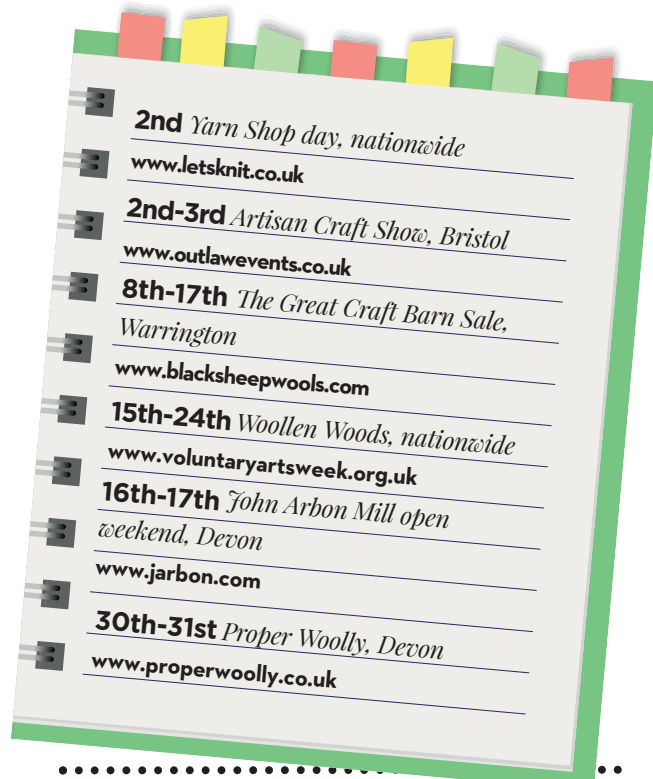 2nd Yarn Shop day, nationwide
www.letsknit.co.uk
2nd-3rd Artisan Craft Show, Bristol
www.outlawevents.co.uk
8th-17th The Great Craft Barn Sale,
Warrington
www.blacksheepwools.com
15th-24th Woollen Woods, nationwide
www.voluntaryartsweek.org.uk
16th-17th John Arbon Mill open
weekend, Devon
www.jarbon.com
30th-31st Proper Woolly, Devon
www.properwoolly.co.uk